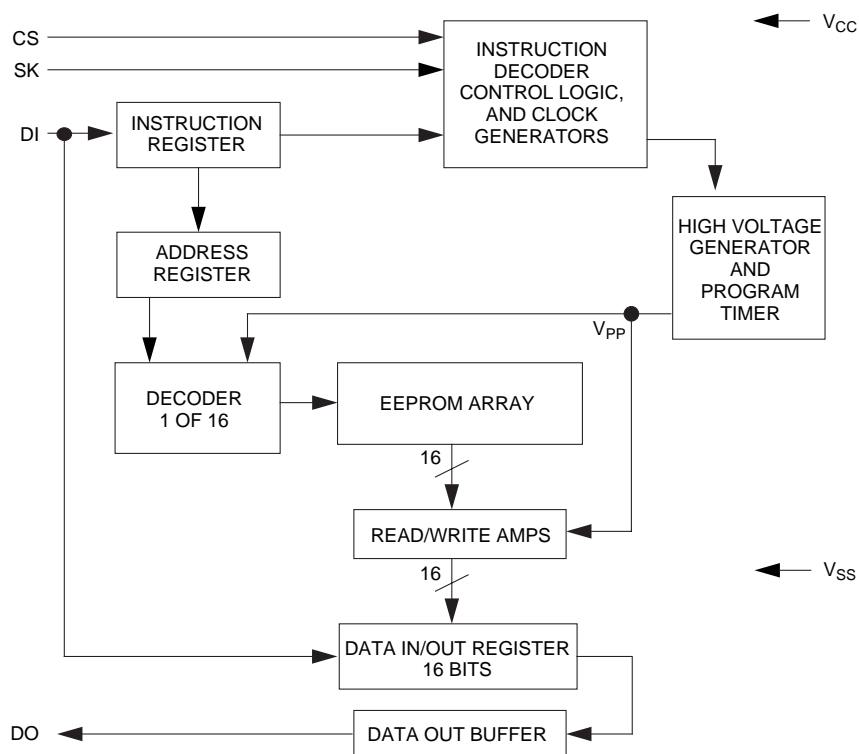 CS
SK
DI
INSTRUCTION
REGISTER
INSTRUCTION
DECODER
CONTROL LOGIC,
AND CLOCK
GENERATORS
VCC
ADDRESS
REGISTER
HIGH VOLTAGE
GENERATOR
AND
PROGRAM
TIMER
VPP
DECODER
1 OF 16
EEPROM ARRAY
16
READ/WRITE AMPS
16
VSS
DATA IN/OUT REGISTER
16 BITS
DO
DATA OUT BUFFER